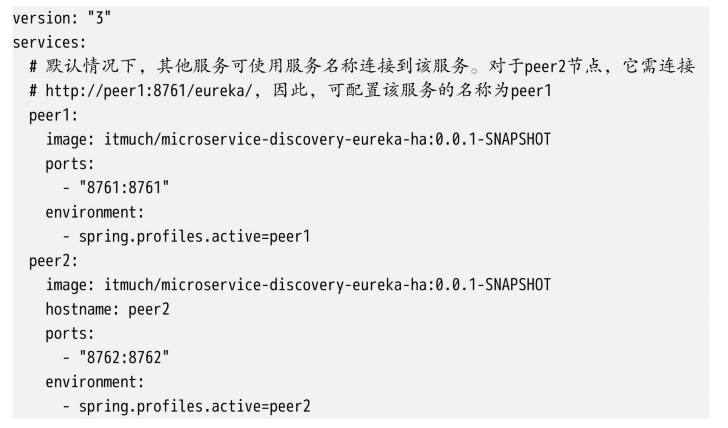 version: "3"
services:
  # 默认情况下，其他服务可使用服务名称连接到该服务。对于peer2节点，它需连接
  # http://peer1:8761/eureka/，因此，可配置该服务的名称为peer1
  peer1:
    image: itmuch/microservice-discovery-eureka-ha:0.0.1-SNAPSHOT
    ports:
      - "8761:8761"
    environment:
      - spring.profiles.active=peer1
  peer2:
    image: itmuch/microservice-discovery-eureka-ha:0.0.1-SNAPSHOT
    hostname: peer2
    ports:
      - "8762:8762"
    environment:
      - spring.profiles.active=peer2